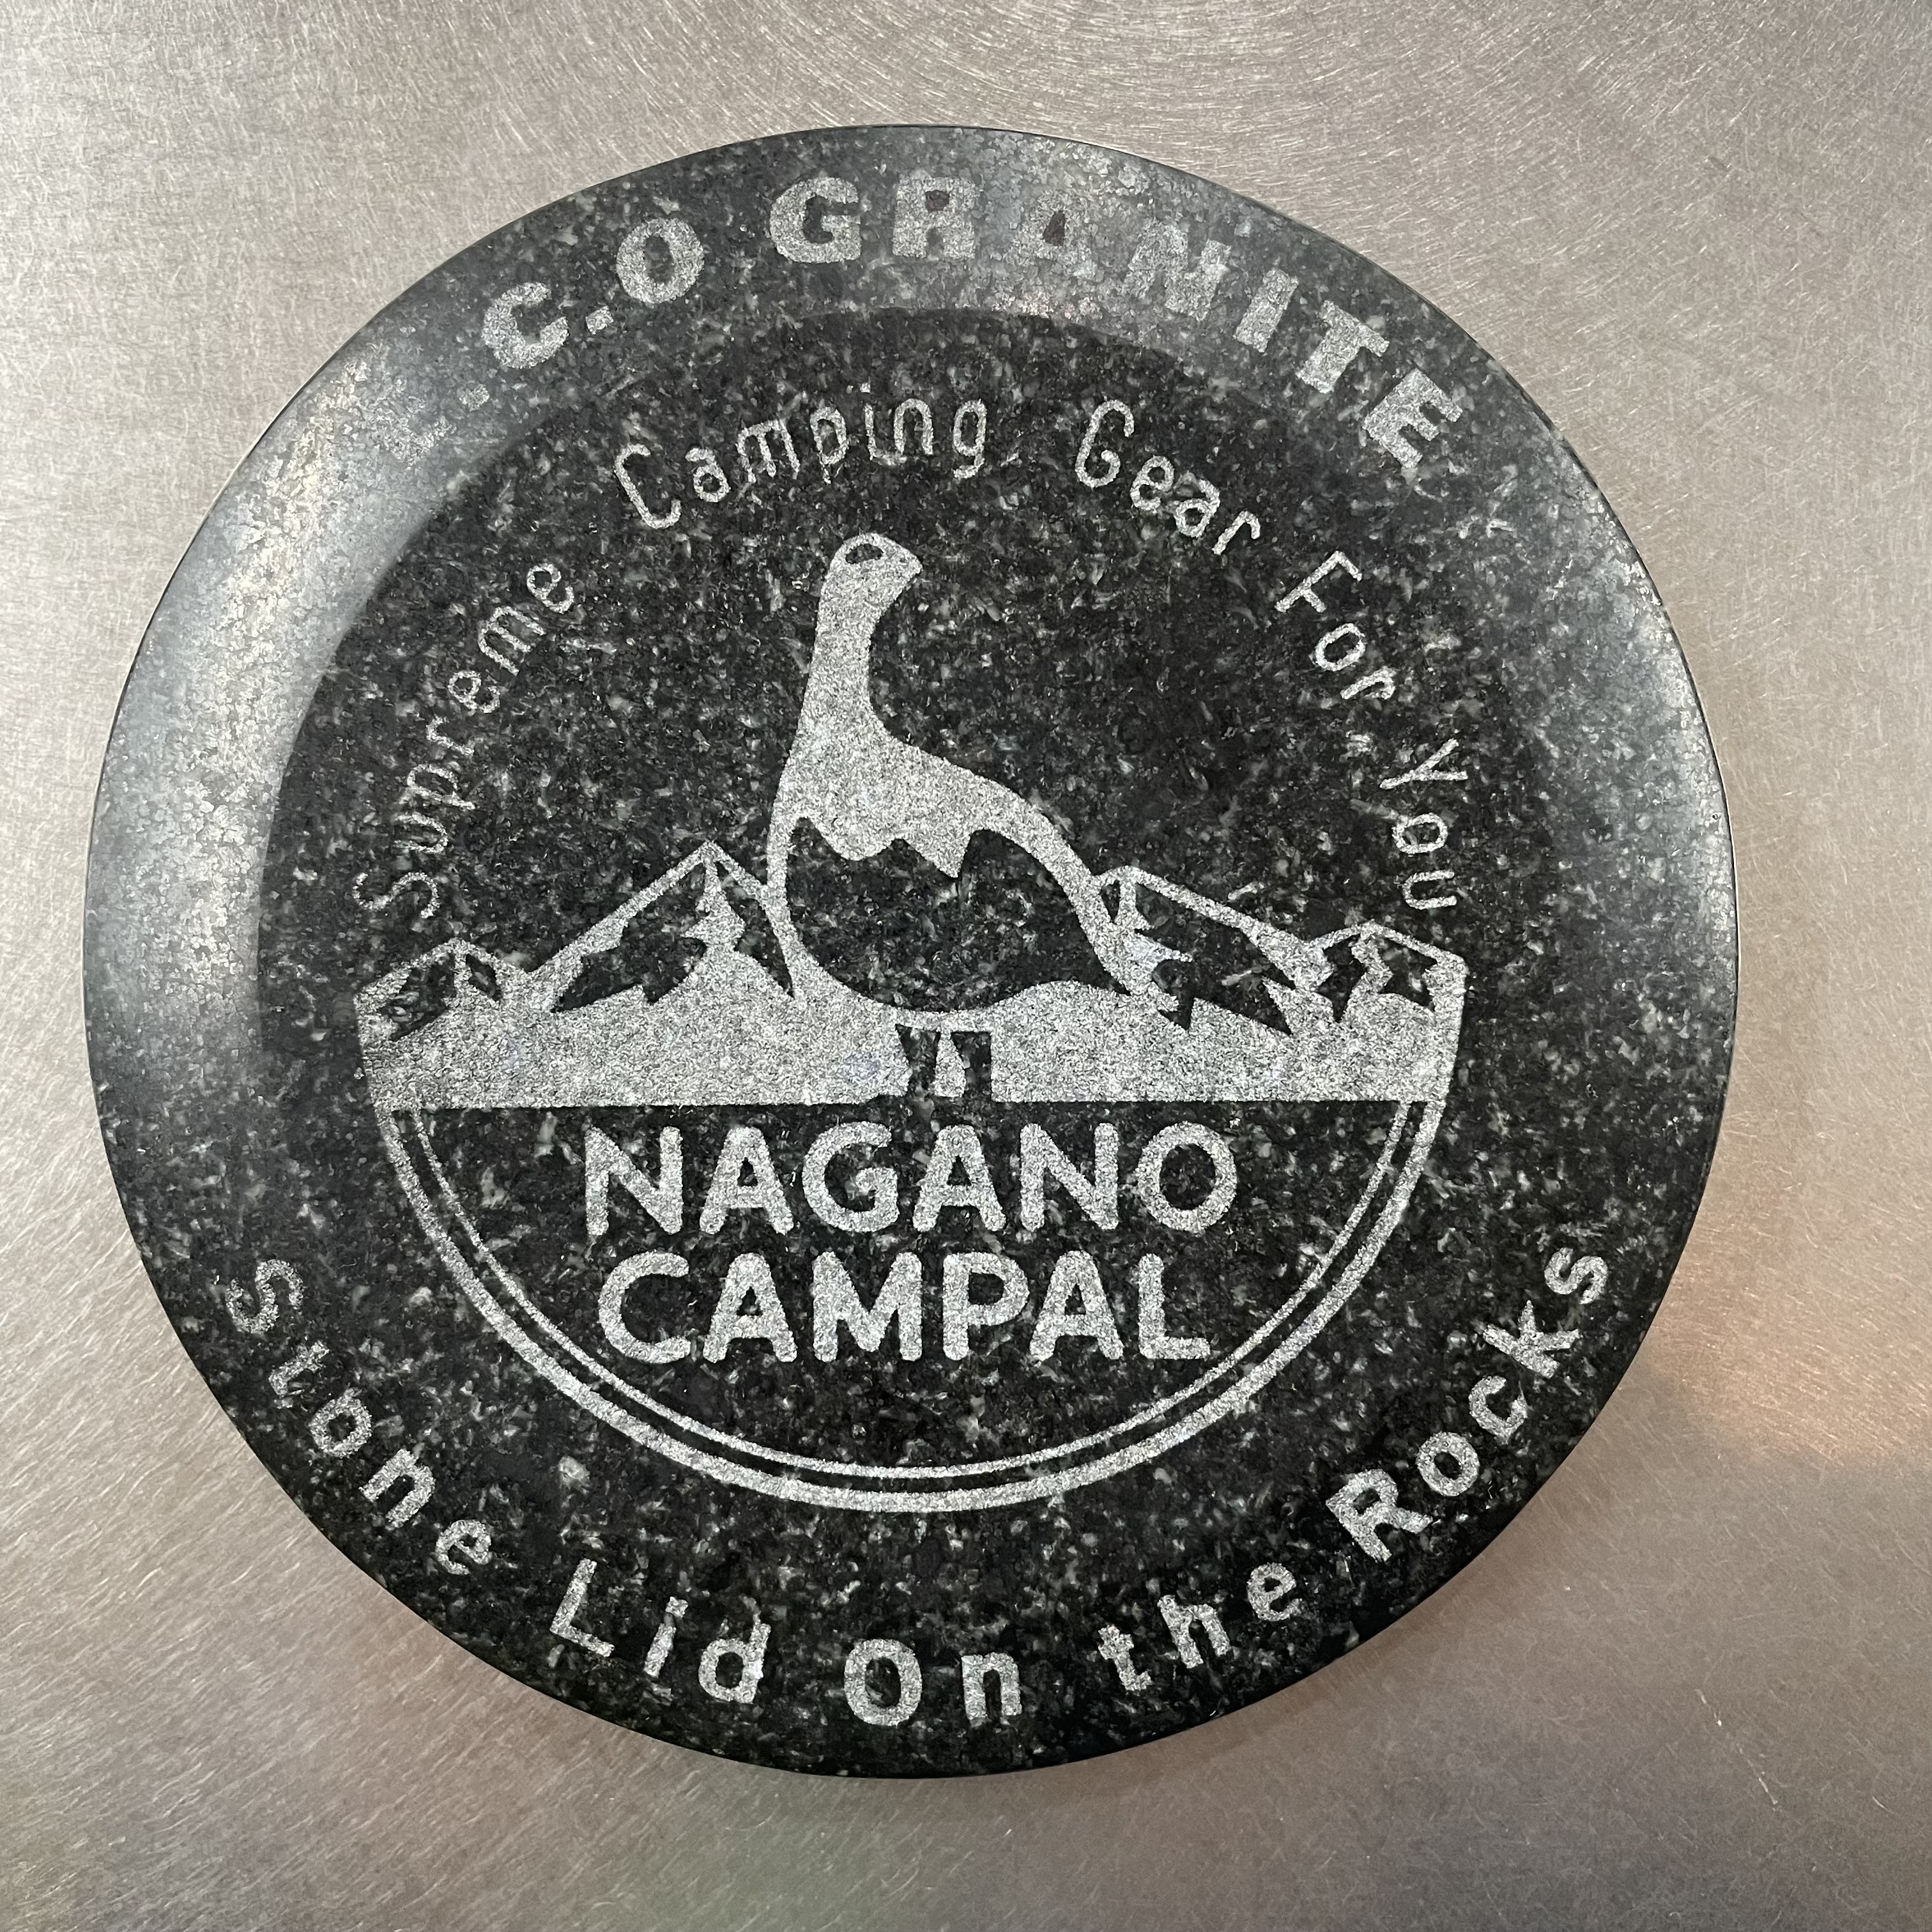 E.C.O GRANITE
Supreme Camping Gear For You
NAGANO
CAMPAL
Stone Lid On the Rocks